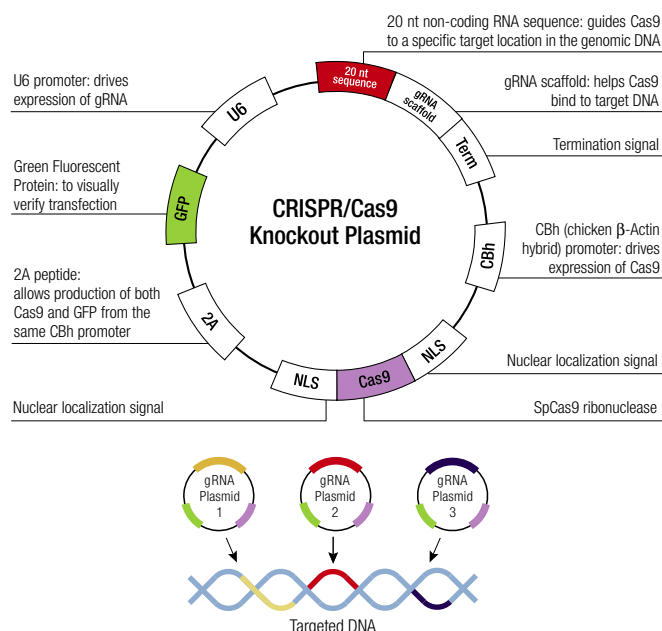 20 nt non-coding RNA sequence: guides Cas9
to a specific target location in the genomic DNA
U6 promoter: drives
expression of gRNA
gRNA scaffold: helps Cas9
bind to target DNA
Termination signal
Green Fluorescent
Protein: to visually
verify transfection
CBh (chicken β-Actin
hybrid) promoter: drives
expression of Cas9
2A peptide:
allows production of both
Cas9 and GFP from the
same CBh promoter
Nuclear localization signal
Nuclear localization signal
SpCas9 ribonuclease
20 nt
sequence
gRNA
scaffold
Term
CBh
NLS
Cas9
NLS
2A
GFP
U6
CRISPR/Cas9
Knockout Plasmid
gRNA
Plasmid
1
gRNA
Plasmid
2
gRNA
Plasmid
3
Targeted DNA